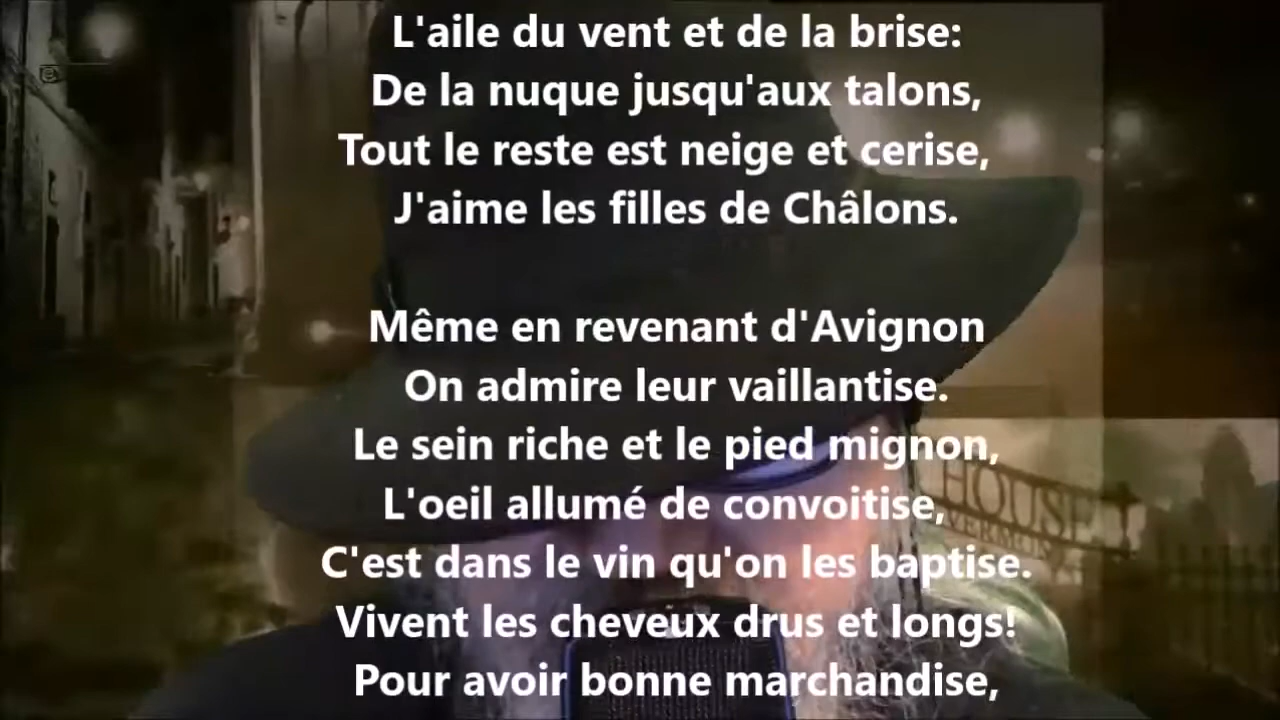 L'aile du vent et de la brise:
De la nuque jusqu'aux talons,
Tout le reste est neige et cerise,
J'aime les filles de Châlons.
Même en revenant d'Avignon
On admire leur vaillantise.
Le sein riche et le pied mignon,
L'oeil allumé de convoitise,
C'est dans le vin qu'on les baptise.
Vivent les cheveux drus et longs!
Pour avoir bonne marchandise,
HOUSE